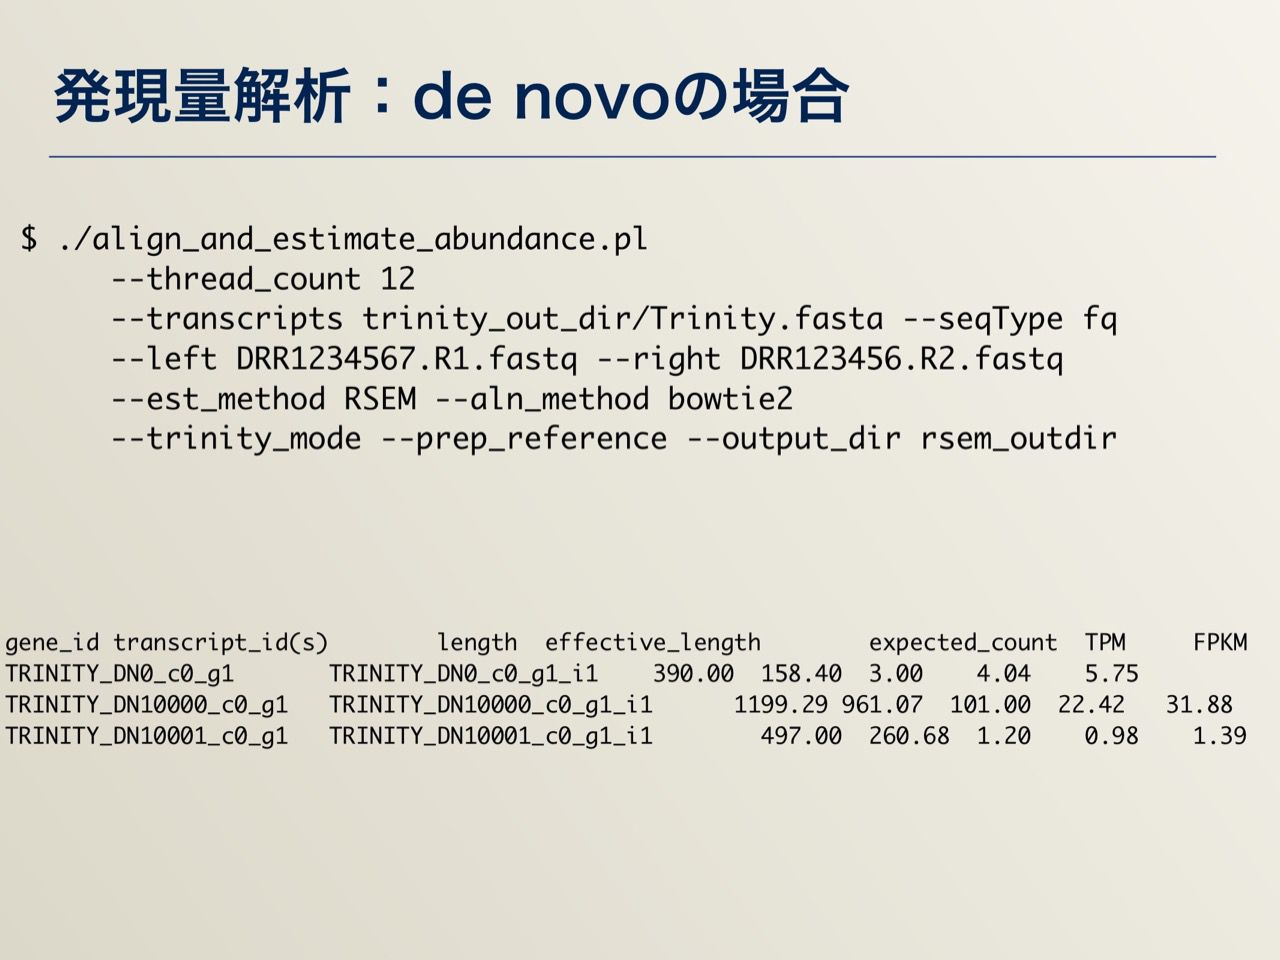 発現量解析：de novoの場合
$ ./align_and_estimate_abundance.pl
--thread_count 12
--transcripts trinity_out_dir/Trinity.fasta --seqType fq
--left DRR1234567.R1.fastq --right DRR123456.R2.fastq
--est_method RSEM --aln_method bowtie2
--trinity_mode --prep_reference --output_dir rsem_outdir
gene_id transcript_id(s) length effective_length expected_count TPM FPKM
TRINITY_DN0_c0_g1 TRINITY_DN0_c0_g1_i1 390.00 158.40 3.00 4.04 5.75
TRINITY_DN10000_c0_g1 TRINITY_DN10000_c0_g1_i1 1199.29 961.07 101.00 22.42 31.88
TRINITY_DN10001_c0_g1 TRINITY_DN10001_c0_g1_i1 497.00 260.68 1.20 0.98 1.39